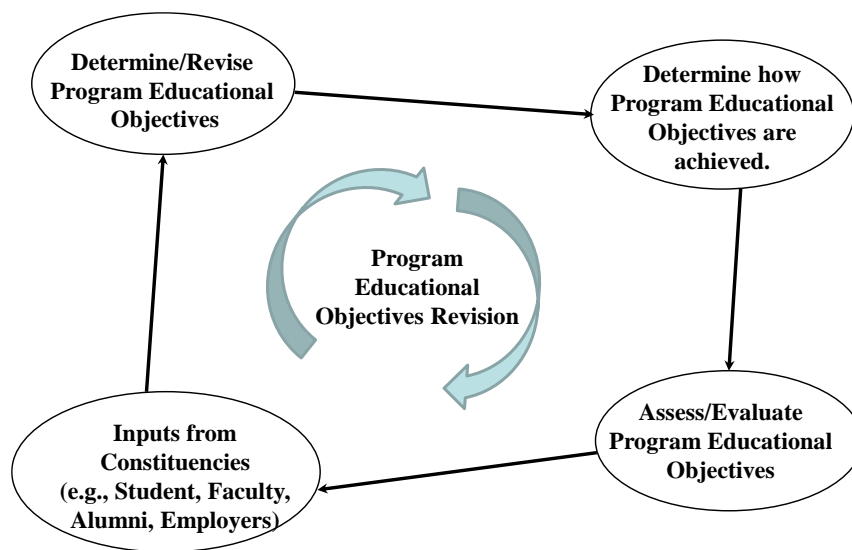 Determine/Revise
Program Educational
Objectives
Determine how
Program Educational
Objectives are
achieved.
Program
Educational
Objectives Revision
Inputs from
Constituencies
(e.g., Student, Faculty,
Alumni, Employers)
Assess/Evaluate
Program Educational
Objectives